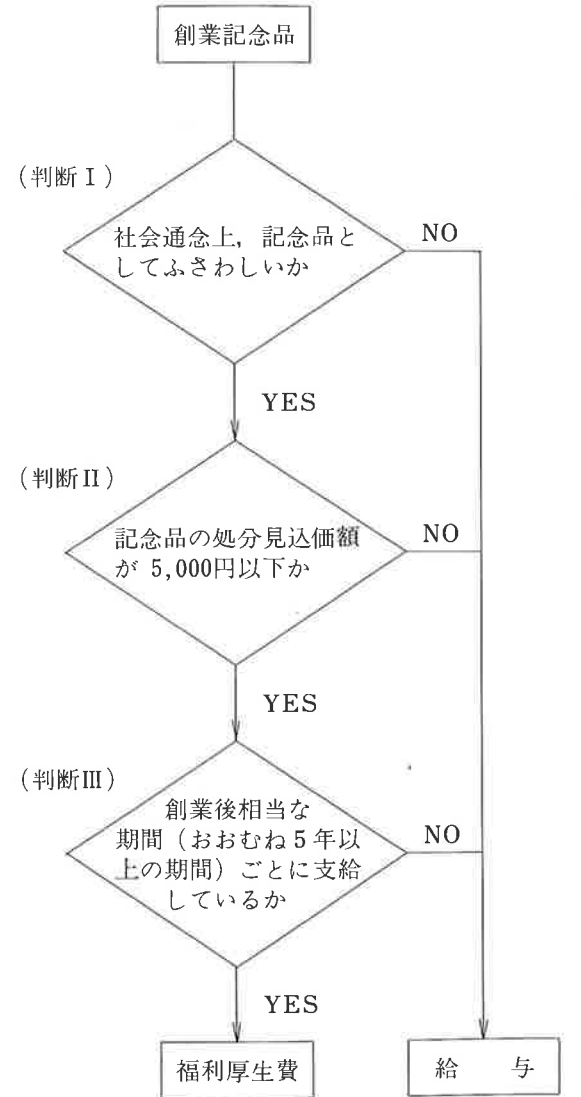 創業記念品
(判断Ⅰ)
社会通念上，記念品と
してふさわしいか
NO
YES
(判断Ⅱ)
記念品の処分見込価額
が 5,000円以下か
NO
YES
(判断Ⅲ)
創業後相当な
期間（おおむね5年以
上の期間）ごとに支給
しているか
NO
YES
福利厚生費
給　与